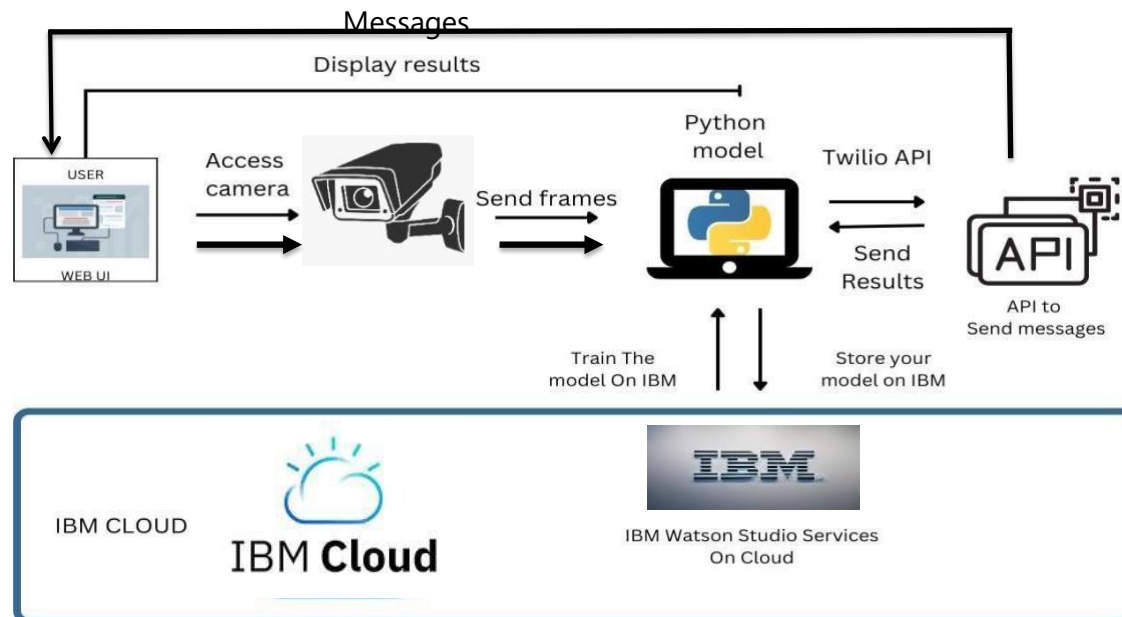 Messages
Display results
USER
WEB UI
Access
camera
Send frames
Python
model
Twilio API
Send
Results
API
API to
Send messages
Train The
model On IBM
Store your
model on IBM
IBM CLOUD
IBM Cloud
IBM
IBM Watson Studio Services
On Cloud